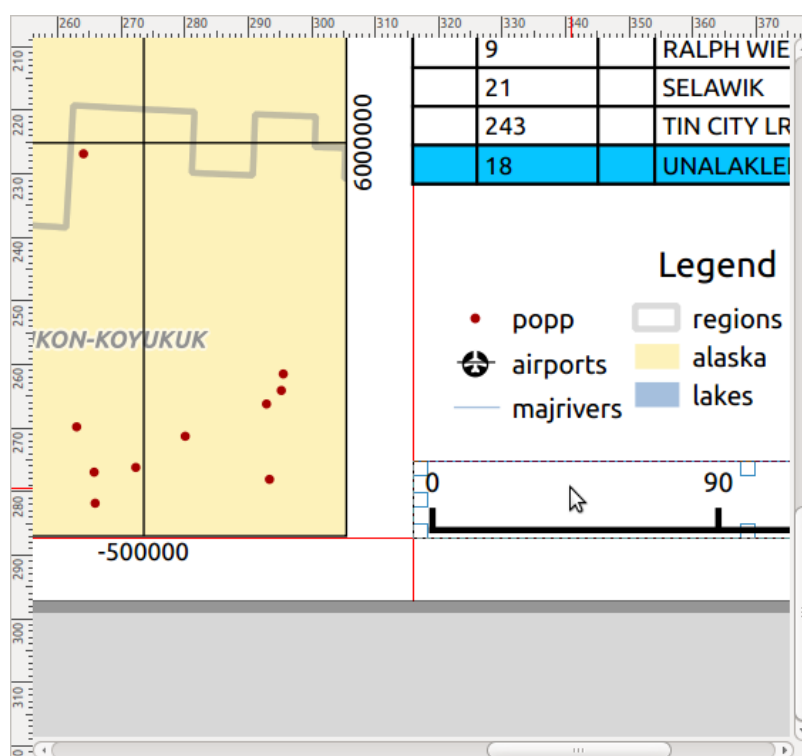 260 270 280 290 300 310 320 330 340 350 360 370
210
220
230
240
250
260
270
280
290
300
310
9 RALPH WIE
21 SELAWIK
243 TIN CITY LR
18 UNALAKLE
6000000
IKON-KOYUKUK
-500000
Legend
popp
airports
majrivers
regions
alaska
lakes
0 90